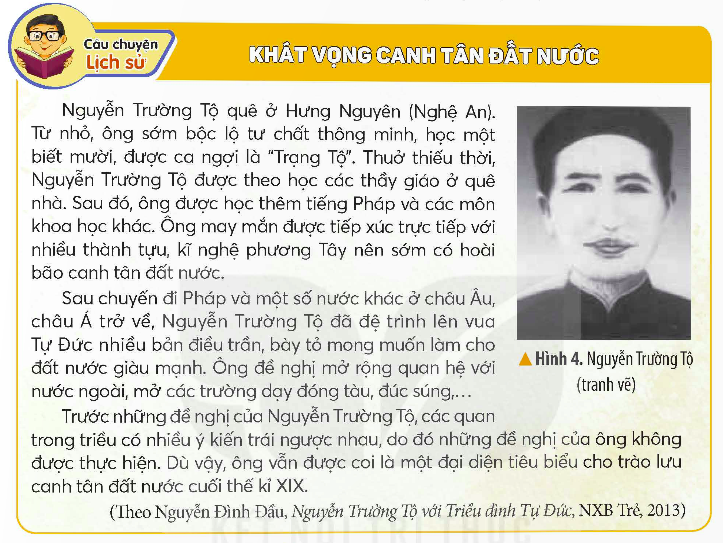 Câu chuyện
Lịch sử
KHÁT VỌNG CANH TÂN ĐẤT NƯỚC
Nguyễn Trường Tộ quê ở Hưng Nguyên (Nghệ An).
Từ nhỏ, ông sớm bộc lộ tư chất thông minh, học một
biết mười, được ca ngợi là “Trạng Tộ”. Thuở thiếu thời,
Nguyễn Trường Tộ được theo học các thầy giáo ở quê
nhà. Sau đó, ông được học thêm tiếng Pháp và các môn
khoa học khác. Ông may mắn được tiếp xúc trực tiếp với
nhiều thành tựu, kĩ nghệ phương Tây nên sớm có hoài
bão canh tân đất nước.
Sau chuyến đi Pháp và một số nước khác ở châu Âu,
châu Á trở về, Nguyễn Trường Tộ đã đệ trình lên vua
Tự Đức nhiều bản điều trần, bày tỏ mong muốn làm cho
đất nước giàu mạnh. Ông đề nghị mở rộng quan hệ với
nước ngoài, mở các trường dạy đóng tàu, đúc súng,...
▲ Hình 4. Nguyễn Trường Tộ
(tranh vẽ)
Trước những đề nghị của Nguyễn Trường Tộ, các quan
trong triều có nhiều ý kiến trái ngược nhau, do đó những đề nghị của ông không
được thực hiện. Dù vậy, ông vẫn được coi là một đại diện tiêu biểu cho trào lưu
canh tân đất nước cuối thế kỉ XIX.
(Theo Nguyễn Đình Đầu, Nguyễn Trường Tộ với Triều đình Tự Đức, NXB Trẻ, 2013)
KẾT NỐI TRI THỨC